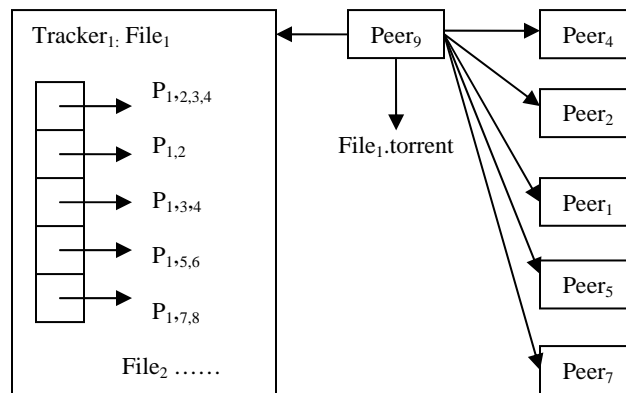 Tracker₁: File₁
P₁,₂,₃,₄
P₁,₂
P₁,₃,₄
P₁,₅,₆
P₁,₇,₈
File₂ ……
Peer₉
File₁.torrent
Peer₄
Peer₂
Peer₁
Peer₅
Peer₇